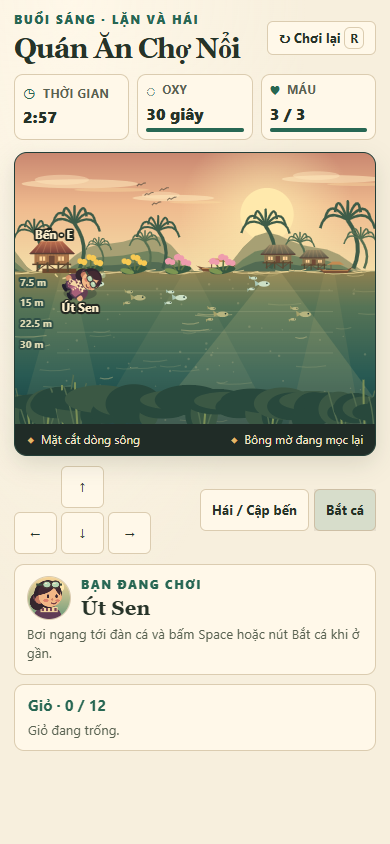 BUỔI SÁNG · LẶN VÀ HÁI
Quán Ăn Chợ Nổi
↻ Chơi lại R
THỜI GIAN
2:57
OXY
30 giây
MÁU
3 / 3
Bến · E
7.5 m
Út Sen
15 m
22.5 m
30 m
Mặt cắt dòng sông
Bông mờ đang mọc lại
↑
← ↓ →
Hái / Cập bến
Bắt cá
BẠN ĐANG CHƠI
Út Sen
Bơi ngang tới đàn cá và bấm Space hoặc nút Bắt cá khi ở
gần.
Giỏ · 0 / 12
Giỏ đang trống.